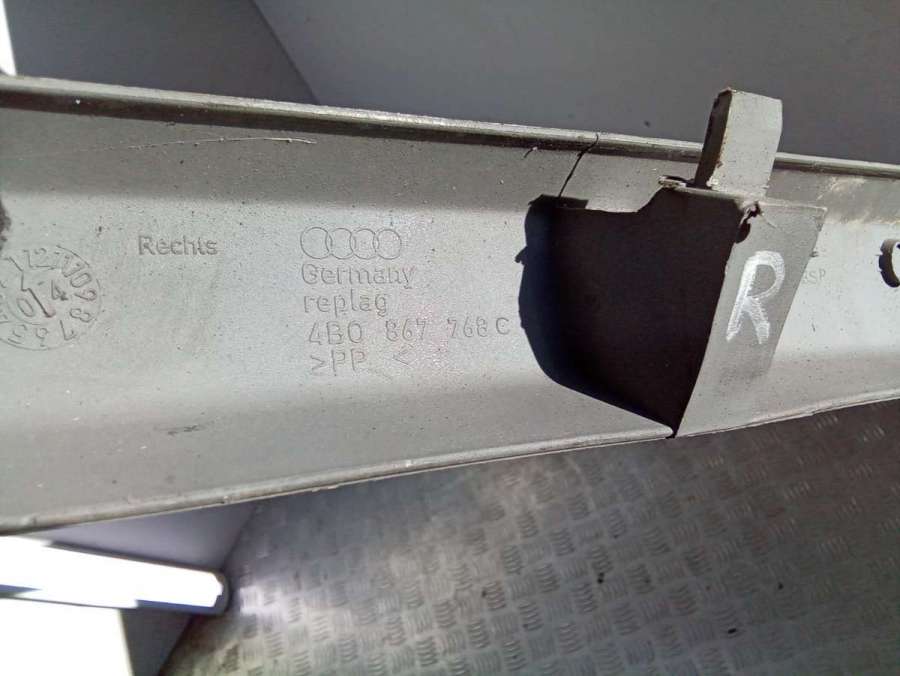 Rechts
Germany
replag
4B0 867 768 C
>PP <
R